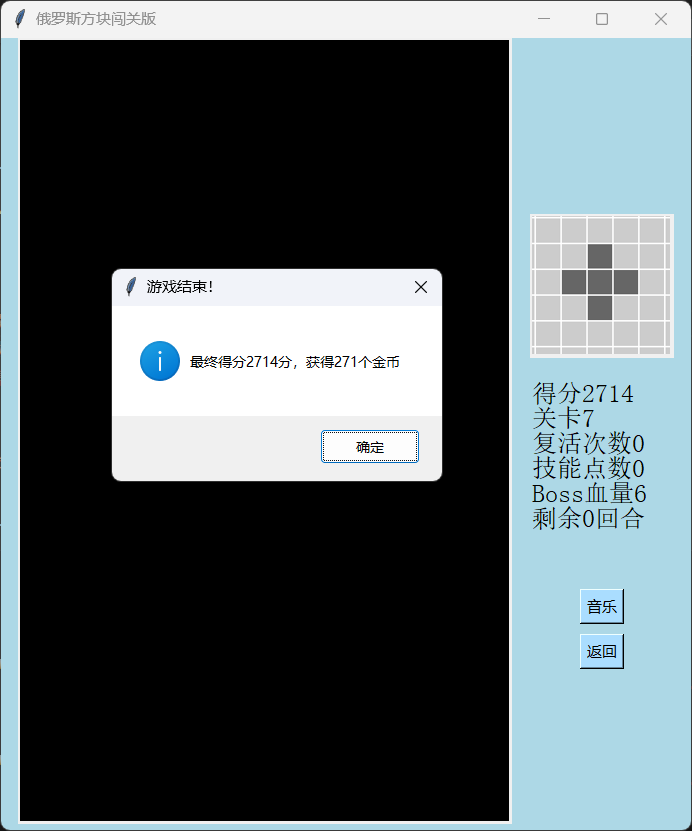 俄罗斯方块闯关版
游戏结束!
最终得分2714分，获得271个金币
确定
得分2714
关卡7
复活次数0
技能点数0
Boss血量6
剩余0回合
音乐
返回